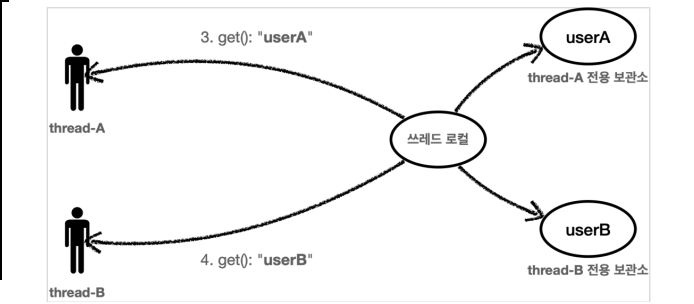 3. get(): "userA"
userA
thread-A 전용 보관소
thread-A
쓰레드 로컬
userB
4. get(): "userB"
thread-B 전용 보관소
thread-B